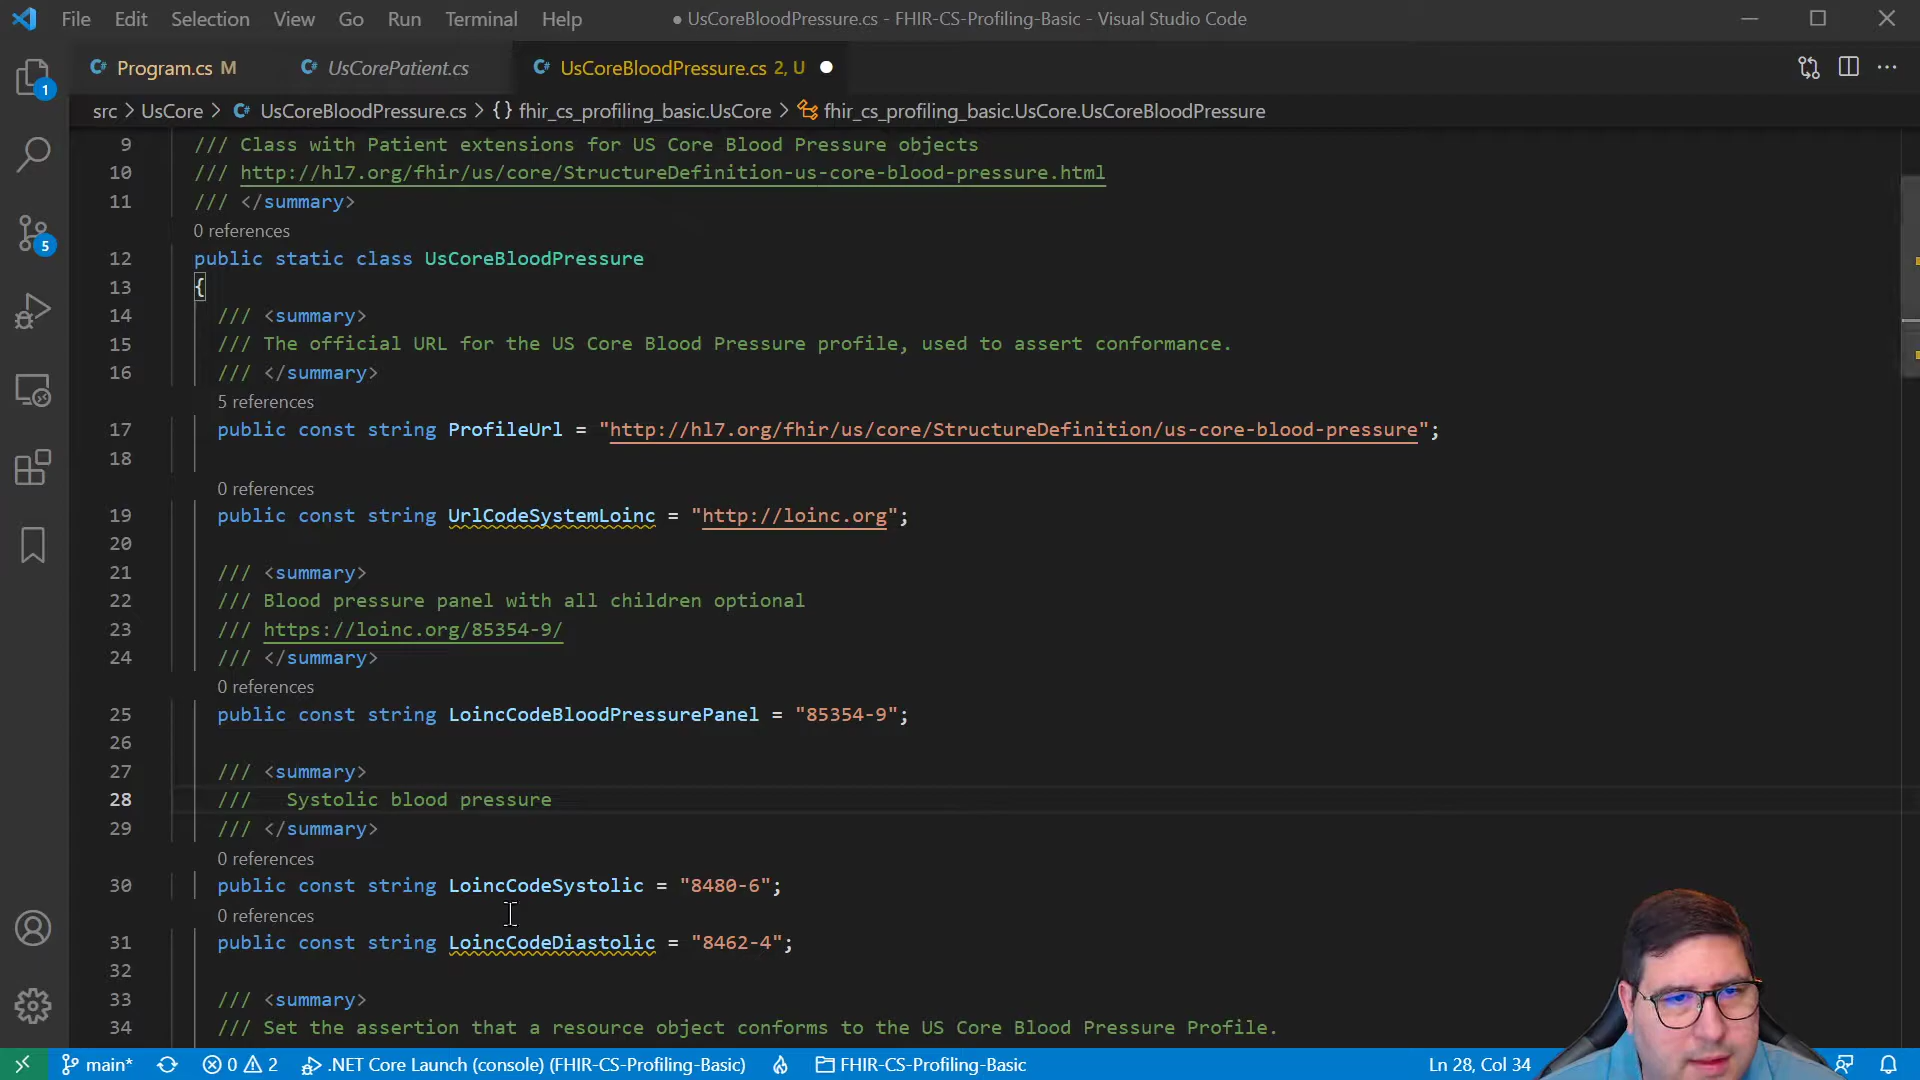 File Edit Selection View Go Run Terminal Help ● UsCoreBloodPressure.cs - FHIR-CS-Profiling-Basic - Visual Studio Code
Program.cs M UsCorePatient.cs UsCoreBloodPressure.cs 2, U
src > UsCore > UsCoreBloodPressure.cs > {} fhir_cs_profiling_basic.UsCore > fhir_cs_profiling_basic.UsCore.UsCoreBloodPressure
1
5
9 /// Class with Patient extensions for US Core Blood Pressure objects
10 /// http://hl7.org/fhir/us/core/StructureDefinition-us-core-blood-pressure.html
11 /// </summary>
0 references
12 public static class UsCoreBloodPressure
13 {
14 /// <summary>
15 /// The official URL for the US Core Blood Pressure profile, used to assert conformance.
16 /// </summary>
5 references
17 public const string ProfileUrl = "http://hl7.org/fhir/us/core/StructureDefinition/us-core-blood-pressure";
18
0 references
19 public const string UrlCodeSystemLoinc = "http://loinc.org";
20
21 /// <summary>
22 /// Blood pressure panel with all children optional
23 /// https://loinc.org/85354-9/
24 /// </summary>
0 references
25 public const string LoincCodeBloodPressurePanel = "85354-9";
26
27 /// <summary>
28 ///   Systolic blood pressure
29 /// </summary>
0 references
30 public const string LoincCodeSystolic = "8480-6";
0 references
31 public const string LoincCodeDiastolic = "8462-4";
32
33 /// <summary>
34 /// Set the assertion that a resource object conforms to the US Core Blood Pressure Profile.
main* 0 2 .NET Core Launch (console) (FHIR-CS-Profiling-Basic) FHIR-CS-Profiling-Basic Ln 28, Col 34